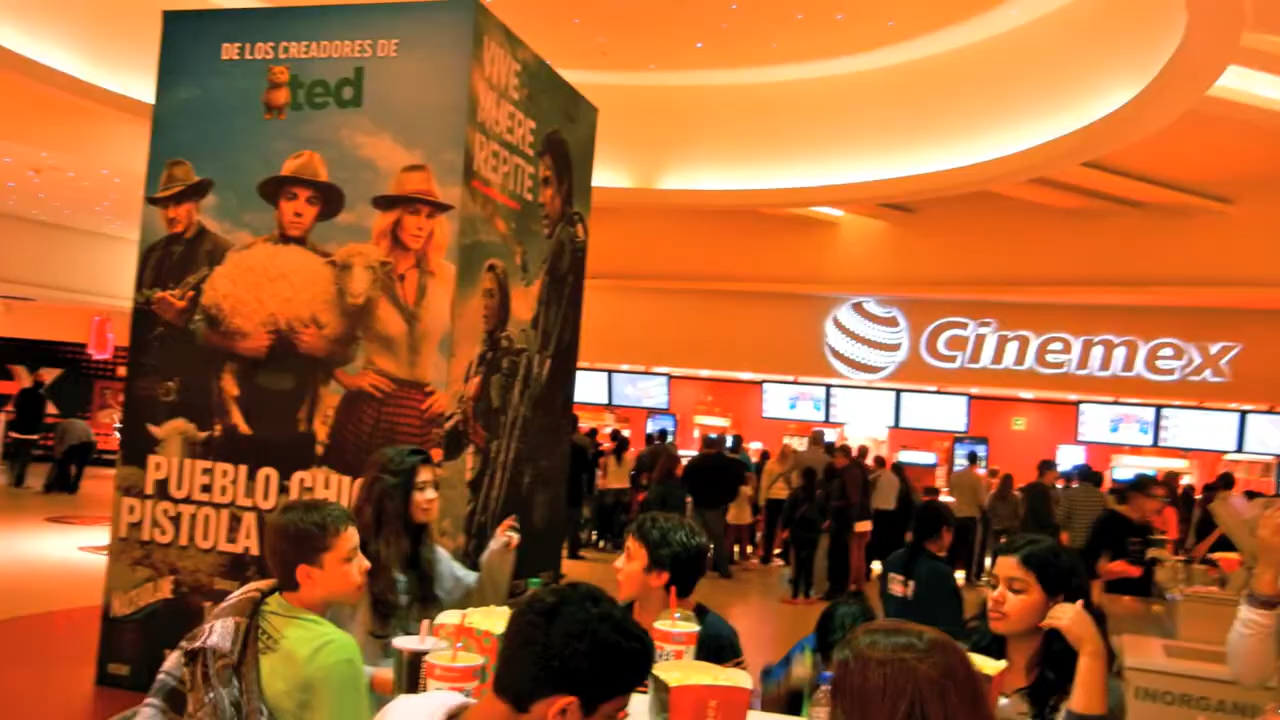 DE LOS CREADORES DE
ted
VIVE
MUERE
REPITE
PUEBLO CHIC
PISTOLA
Cinemex
INORGANI